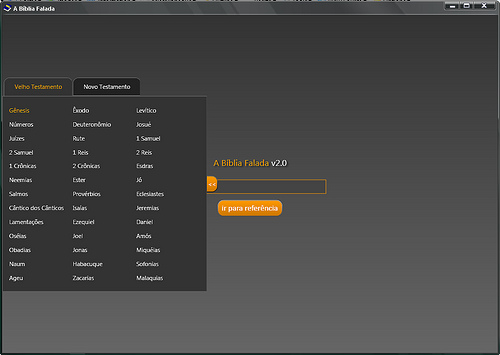 A Bíblia Falada
Velho Testamento Novo Testamento
Gênesis Êxodo Levítico
Números Deuteronômio Josué
Juízes Rute 1 Samuel
2 Samuel 1 Reis 2 Reis
1 Crônicas 2 Crônicas Esdras
Neemias Ester Jó
Salmos Provérbios Eclesiastes
Cântico dos Cânticos Isaías Jeremias
Lamentações Ezequiel Daniel
Oséias Joel Amós
Obadias Jonas Miquéias
Naum Habacuque Sofonias
Ageu Zacarias Malaquias
A Bíblia Falada v2.0
<<
Ir para referência